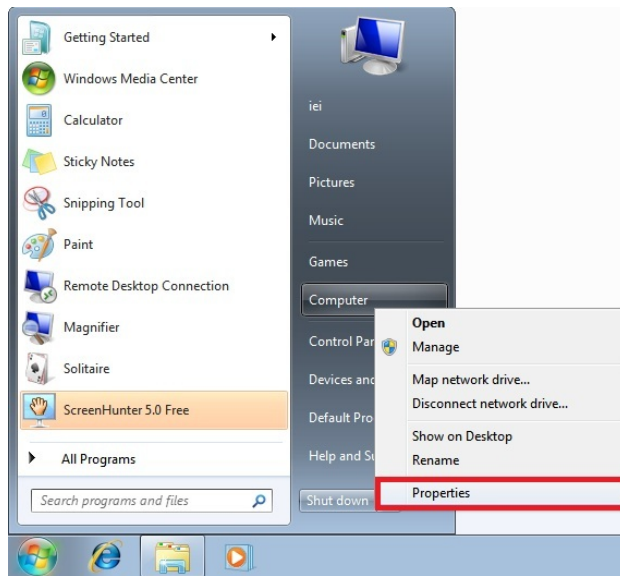 Getting Started
Windows Media Center
Calculator
Sticky Notes
Snipping Tool
Paint
Remote Desktop Connection
Magnifier
Solitaire
ScreenHunter 5.0 Free
All Programs
Search programs and files
iei
Documents
Pictures
Music
Games
Computer
Control Par
Devices and
Default Pro
Help and Su
Shut down
Open
Manage
Map network drive...
Disconnect network drive...
Show on Desktop
Rename
Properties